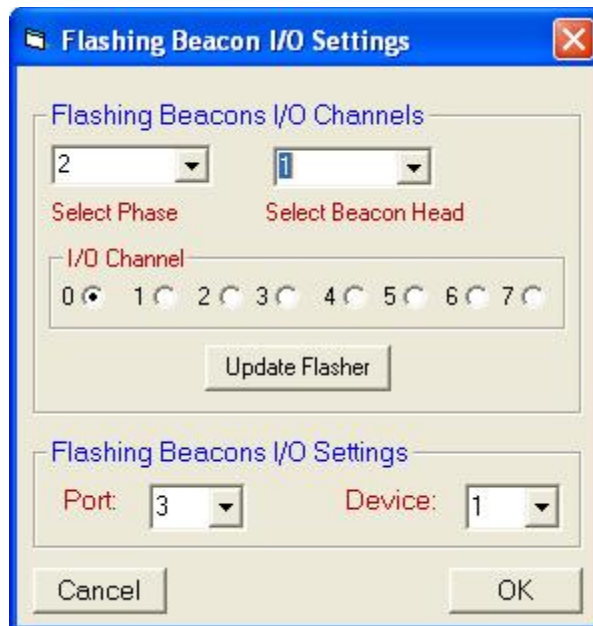 Flashing Beacon I/O Settings
Flashing Beacons I/O Channels
2 1
Select Phase Select Beacon Head
I/O Channel
0 1 2 3 4 5 6 7
Update Flasher
Flashing Beacons I/O Settings
Port: 3 Device: 1
Cancel OK